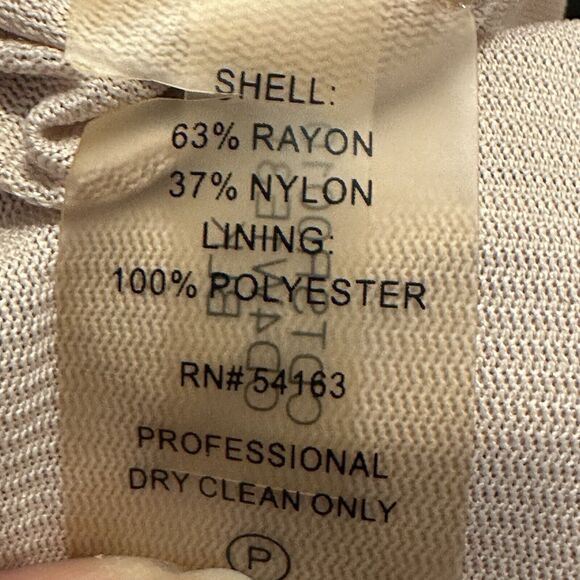 SHELL:
63% RAYON
37% NYLON
LINING:
100% POLYESTER
RN# 54163
PROFESSIONAL
DRY CLEAN ONLY
P